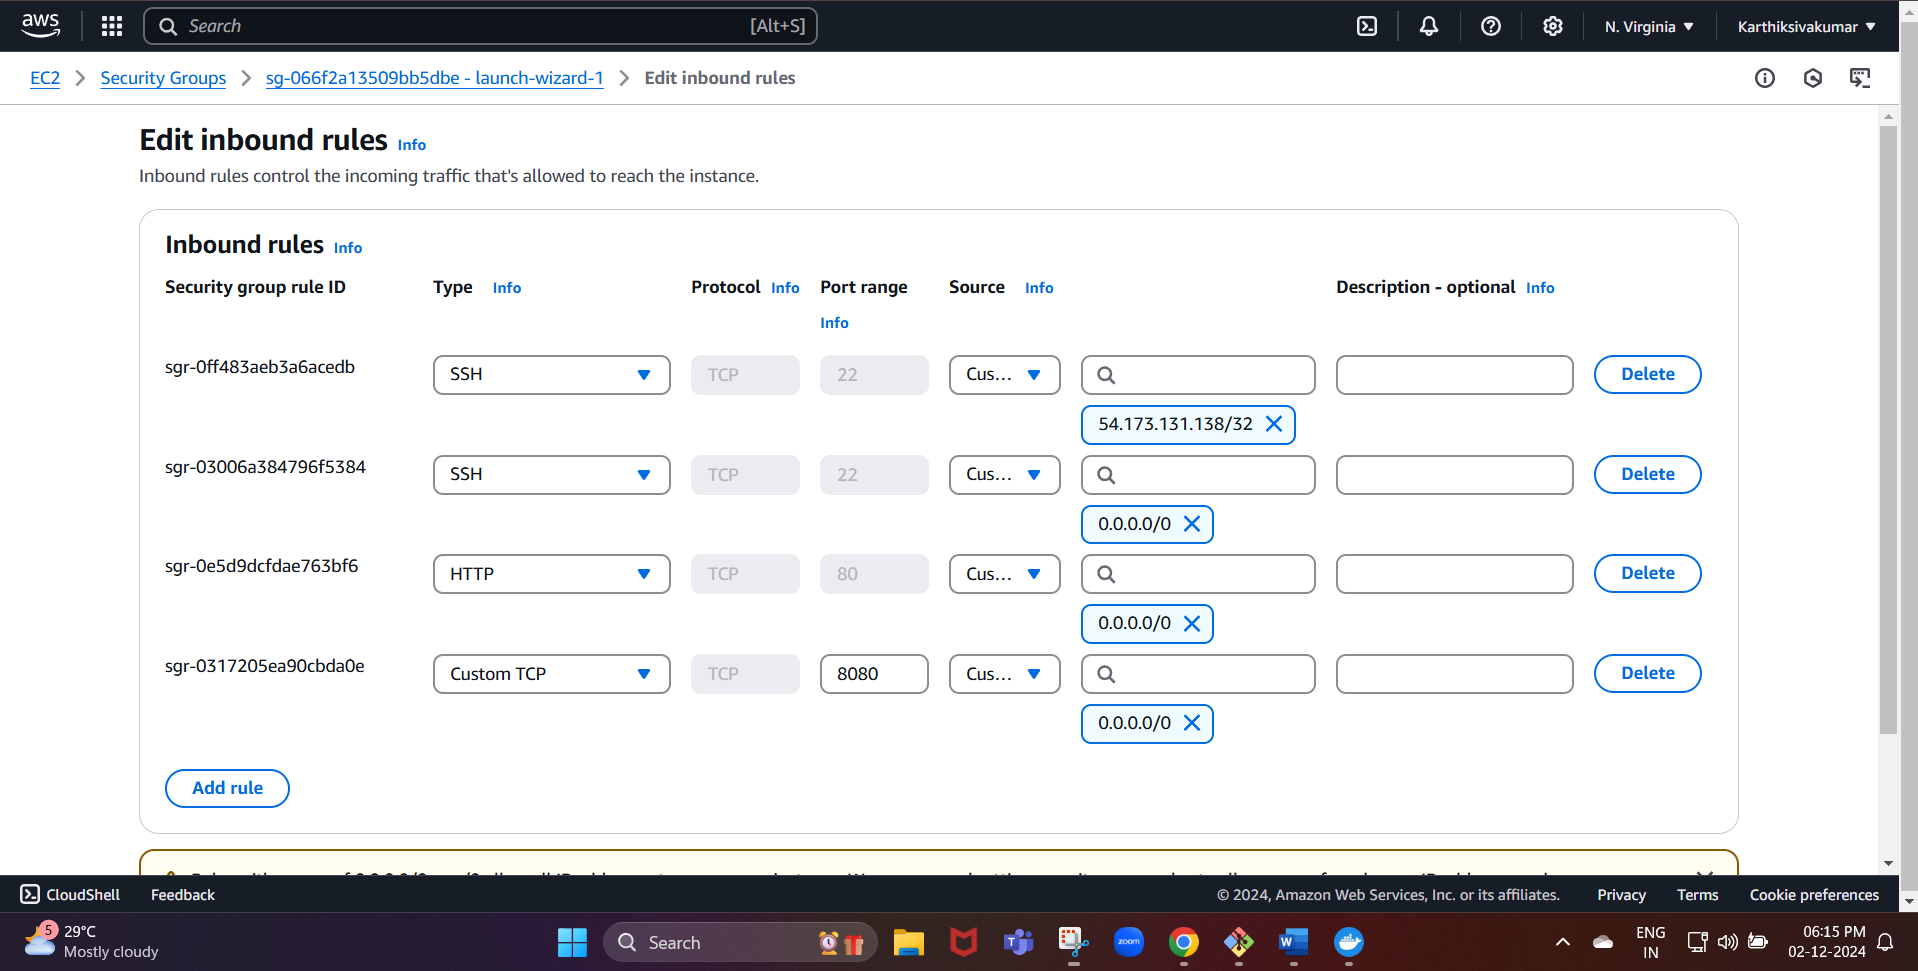 aws
Search [Alt+S] N. Virginia Karthiksivakumar
EC2 Security Groups sg-066f2a13509bb5dbe - launch-wizard-1 Edit inbound rules
Edit inbound rules Info
Inbound rules control the incoming traffic that's allowed to reach the instance.
Inbound rules Info
Security group rule ID Type Info Protocol Info Port range Source Info Description - optional Info
Info
sgr-0ff483aeb3a6acedb SSH TCP 22 Cus... Delete
54.173.131.138/32
sgr-03006a384796f5384 SSH TCP 22 Cus... Delete
0.0.0.0/0
sgr-0e5d9dcfdae763bf6 HTTP TCP 80 Cus... Delete
0.0.0.0/0
sgr-0317205ea90cbda0e Custom TCP TCP 8080 Cus... Delete
0.0.0.0/0
Add rule
CloudShell Feedback © 2024, Amazon Web Services, Inc. or its affiliates. Privacy Terms Cookie preferences
5 29°C
Mostly cloudy
Search
zoom
ENG
IN
06:15 PM
02-12-2024